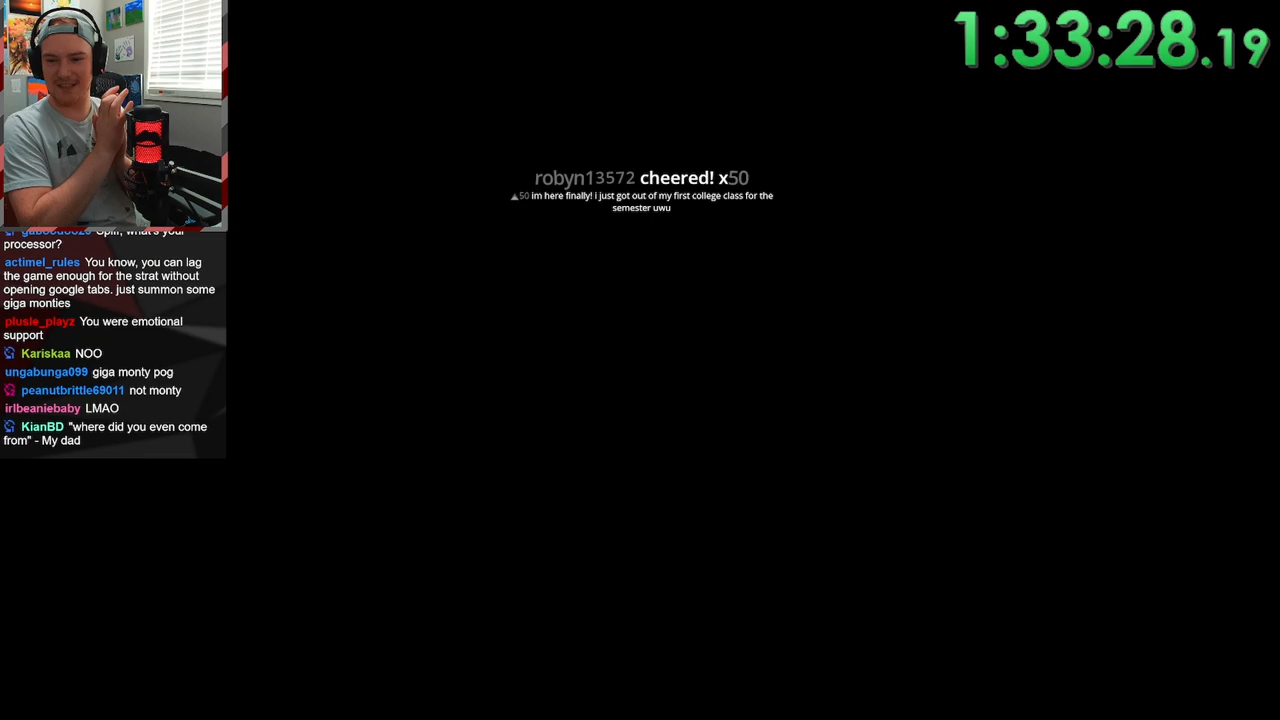 1:33:28.19
robyn13572 cheered! x50
50 im here finally! i just got out of my first college class for the
semester uwu
processor?
actimel_rules You know, you can lag
the game enough for the strat without
opening google tabs. just summon some
giga monties
plusle_playz You were emotional
support
Kariskaa NOO
ungabunga099 giga monty pog
peanutbrittle69011 not monty
irlbeaniebaby LMAO
KianBD "where did you even come
from" - My dad